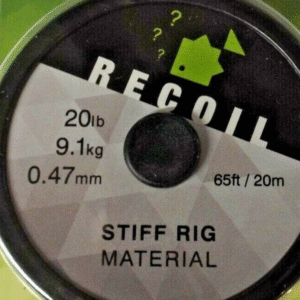 ? ? ?
RECOIL
20lb
9.1kg
0.47mm
65ft / 20m
STIFF RIG
MATERIAL